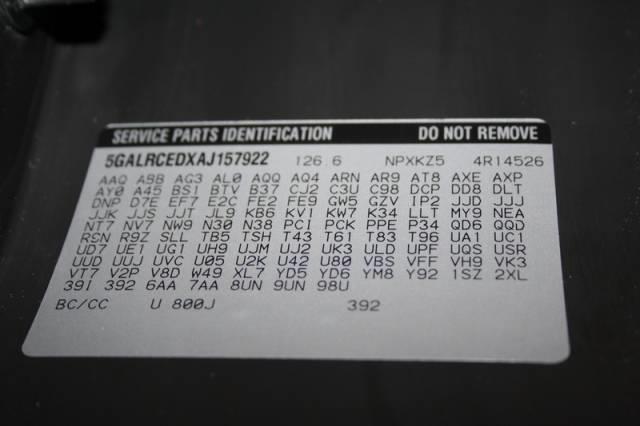 SERVICE PARTS IDENTIFICATION DO NOT REMOVE
5GALRCEDXAJ157922 126.6 NPXKZ5 4R14526
AAQ ABB AG3 AL0 AQQ AQ4 ARN AR9 AT8 AXE AXP
AY0 A45 BS1 BTV B37 CJ2 C3U C98 DCP DD8 DLT
DNP D7E EF7 E2C FE2 FE9 GW5 GZV IP2 JJD JJJ
JJK JJS JJT JL9 KB6 KV1 KW7 K34 LLT MY9 NEA
NT7 NV7 NW9 N30 N38 PCI PCK PPE P34 QD6 QQD
RSN R9Z SLL TB5 TSH T43 T61 T83 T96 UA1 UC1
UD7 UE1 UG1 UH9 UJM UJ2 UK3 ULD UPF UQS USR
UUD UUJ UVC U05 U2K U42 U80 VBS VFF VH9 VK3
VT7 V2P V8D W49 XL7 YD5 YD6 YM8 Y92 1SZ 2XL
39I 392 6AA 7AA 8UN 9UN 98U
BC/CC U 800J 392